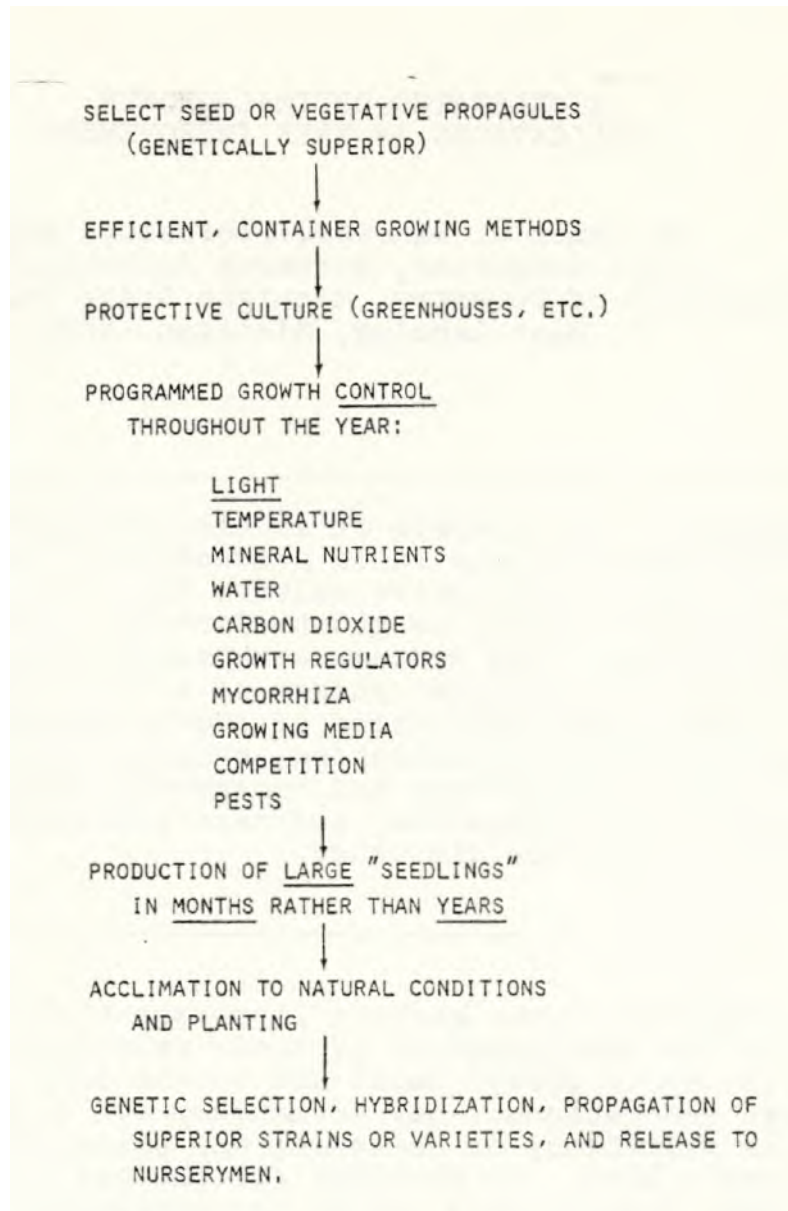 SELECT SEED OR VEGETATIVE PROPAGULES
(GENETICALLY SUPERIOR)
EFFICIENT, CONTAINER GROWING METHODS
PROTECTIVE CULTURE (GREENHOUSES, ETC.)
PROGRAMMED GROWTH CONTROL
THROUGHOUT THE YEAR:
LIGHT
TEMPERATURE
MINERAL NUTRIENTS
WATER
CARBON DIOXIDE
GROWTH REGULATORS
MYCORRHIZA
GROWING MEDIA
COMPETITION
PESTS
PRODUCTION OF LARGE "SEEDLINGS"
IN MONTHS RATHER THAN YEARS
ACCLIMATION TO NATURAL CONDITIONS
AND PLANTING
GENETIC SELECTION, HYBRIDIZATION, PROPAGATION OF
SUPERIOR STRAINS OR VARIETIES, AND RELEASE TO
NURSERYMEN.